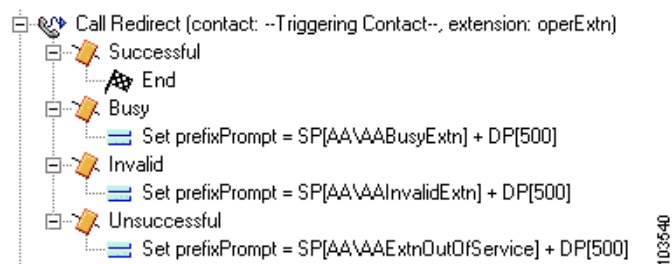 Call Redirect (contact: --Triggering Contact--, extension: operExtn)
Successful
End
Busy
Set prefixPrompt = SP[AA\AABusyExtn] + DP[500]
Invalid
Set prefixPrompt = SP[AA\AAInvalidExtn] + DP[500]
Unsuccessful
Set prefixPrompt = SP[AA\AAExtnOutOfService] + DP[500]
103540